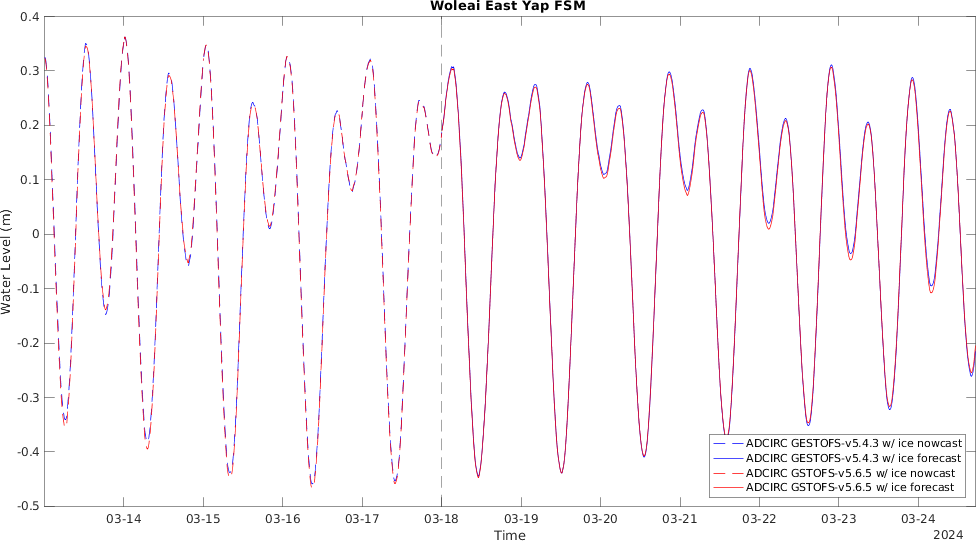 Woleai East Yap FSM
0.4
0.3
0.2
0.1
0
-0.1
-0.2
-0.3
-0.4
-0.5
Water Level (m)
03-14 03-15 03-16 03-17 03-18 03-19 03-20 03-21 03-22 03-23 03-24
Time
2024
ADCIRC GESTOFS-v5.4.3 w/ ice nowcast
ADCIRC GESTOFS-v5.4.3 w/ ice forecast
ADCIRC GSTOFS-v5.6.5 w/ ice nowcast
ADCIRC GSTOFS-v5.6.5 w/ ice forecast